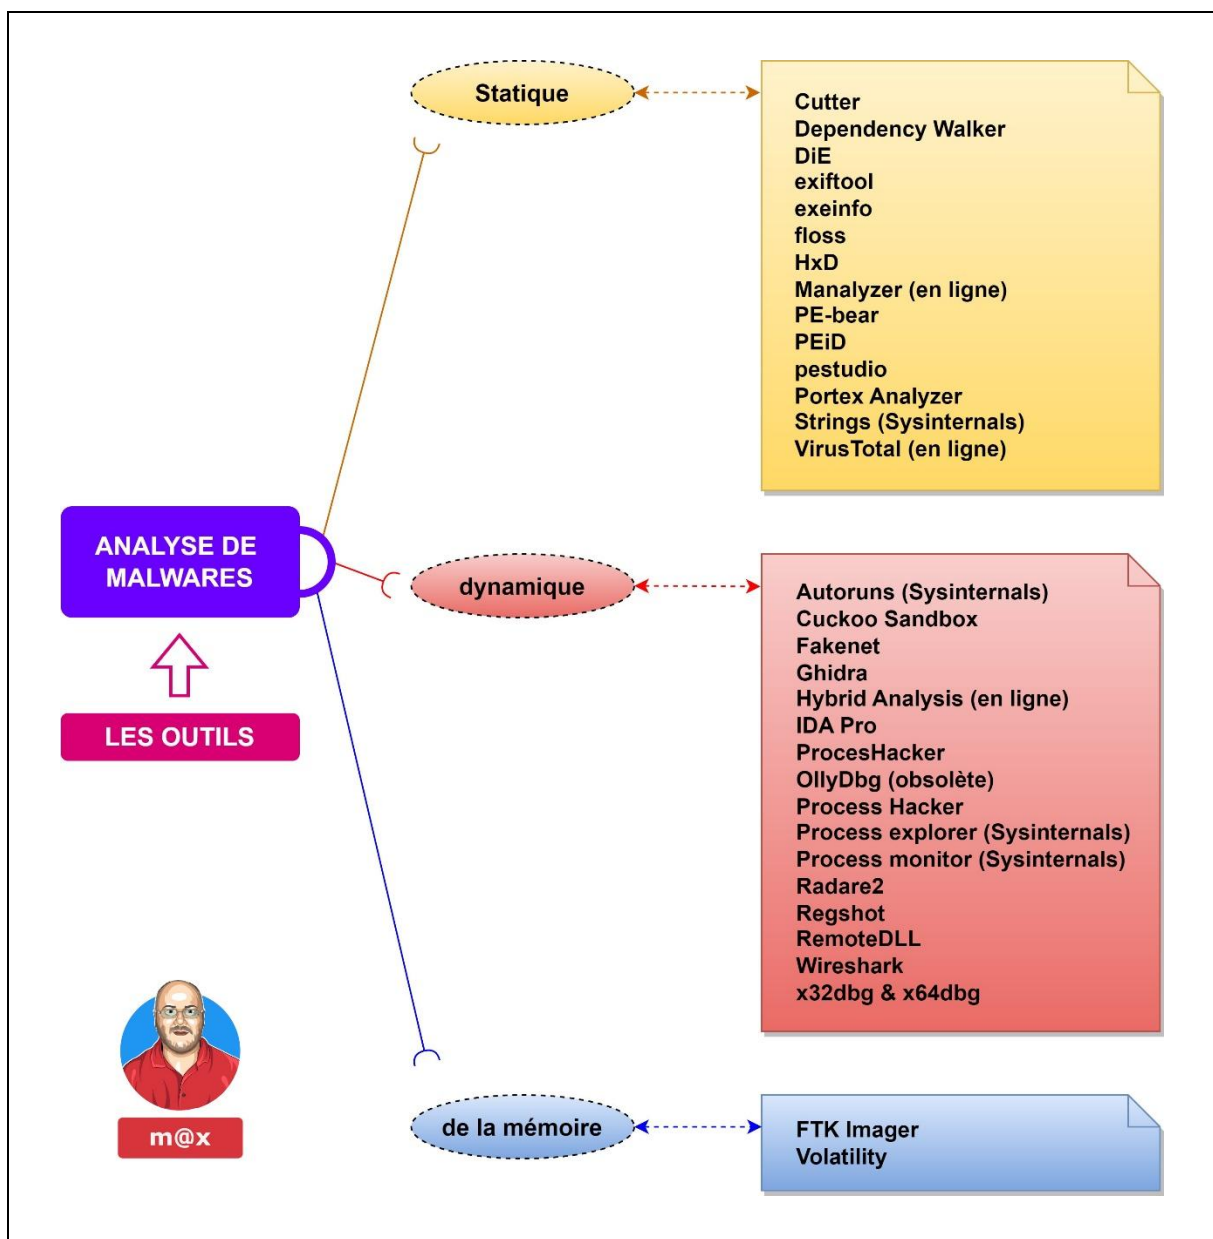 Statique
Cutter
Dependency Walker
DiE
exiftool
exeinfo
floss
HxD
Manalyzer (en ligne)
PE-bear
PEiD
pestudio
Portex Analyzer
Strings (Sysinternals)
VirusTotal (en ligne)
ANALYSE DE
MALWARES
LES OUTILS
dynamique
Autoruns (Sysinternals)
Cuckoo Sandbox
Fakenet
Ghidra
Hybrid Analysis (en ligne)
IDA Pro
ProcesHacker
OllyDbg (obsolète)
Process Hacker
Process explorer (Sysinternals)
Process monitor (Sysinternals)
Radare2
Regshot
RemoteDLL
Wireshark
x32dbg & x64dbg
de la mémoire
FTK Imager
Volatility
m@x